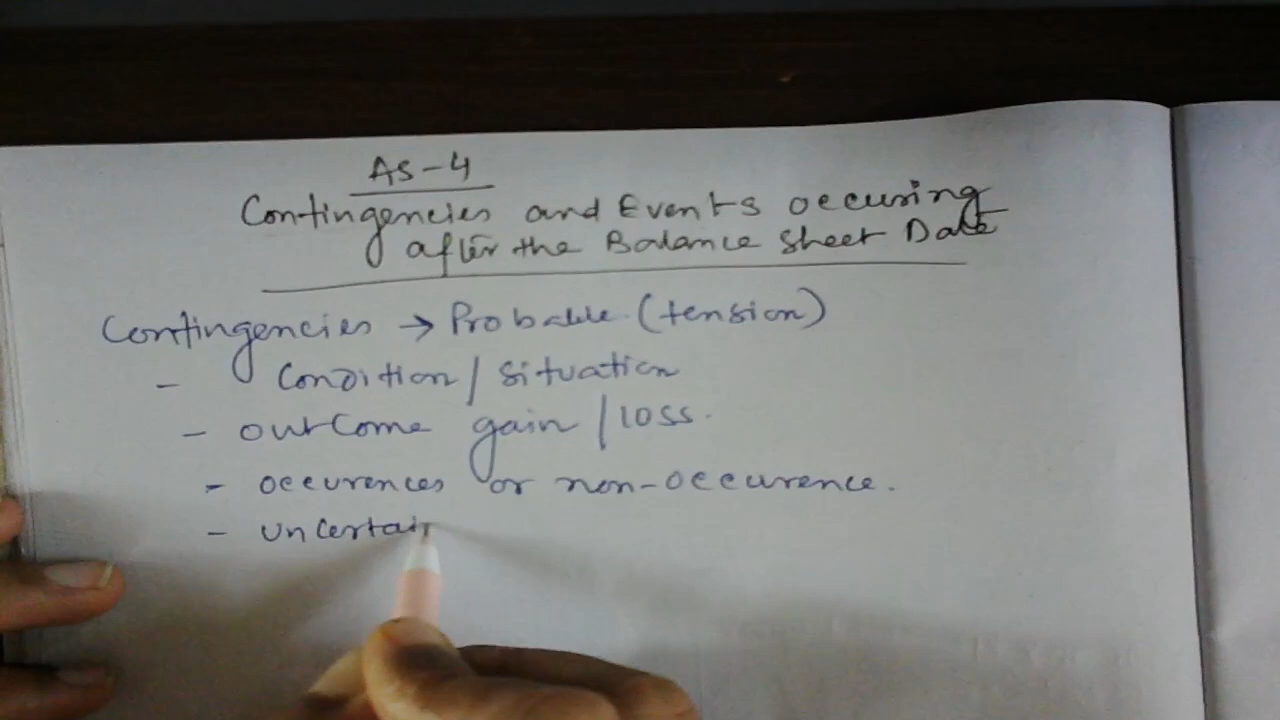 AS-4
Contingencies and Events occuring
after the Balance Sheet Date
Contingencies → Probable. (tension)
- Condition / Situation
- outcome gain / loss.
- occurences or non-occurence.
- Uncertain